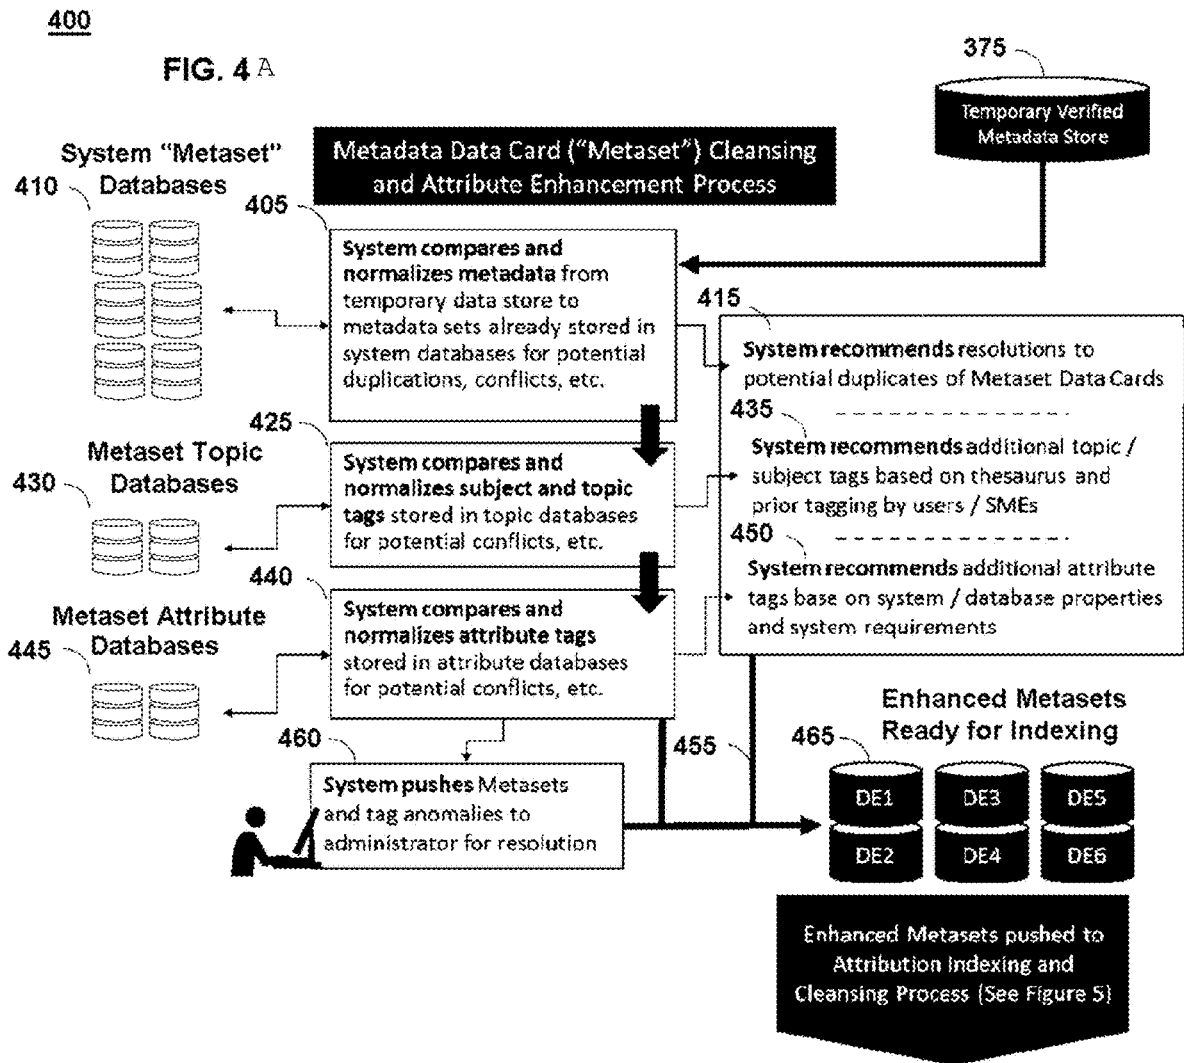 400
FIG. 4 A
375
Temporary Verified
Metadata Store
System "Metaset"
Databases
410
Metadata Data Card ("Metaset") Cleansing
and Attribute Enhancement Process
405
System compares and
normalizes metadata from
temporary data store to
metadata sets already stored in
system databases for potential
duplications, conflicts, etc.
415
System recommends resolutions to
potential duplicates of Metaset Data Cards
425
Metaset Topic
Databases
430
System compares and
normalizes subject and topic
tags stored in topic databases
for potential conflicts, etc.
435
System recommends additional topic /
subject tags based on thesaurus and
prior tagging by users / SMEs
440
Metaset Attribute
Databases
445
System compares and
normalizes attribute tags
stored in attribute databases
for potential conflicts, etc.
450
System recommends additional attribute
tags base on system / database properties
and system requirements
460
System pushes Metasets
and tag anomalies to
administrator for resolution
455
Enhanced Metasets
Ready for Indexing
465
DE1
DE3
DE5
DE2
DE4
DE6
Enhanced Metasets pushed to
Attribution Indexing and
Cleansing Process (See Figure 5)